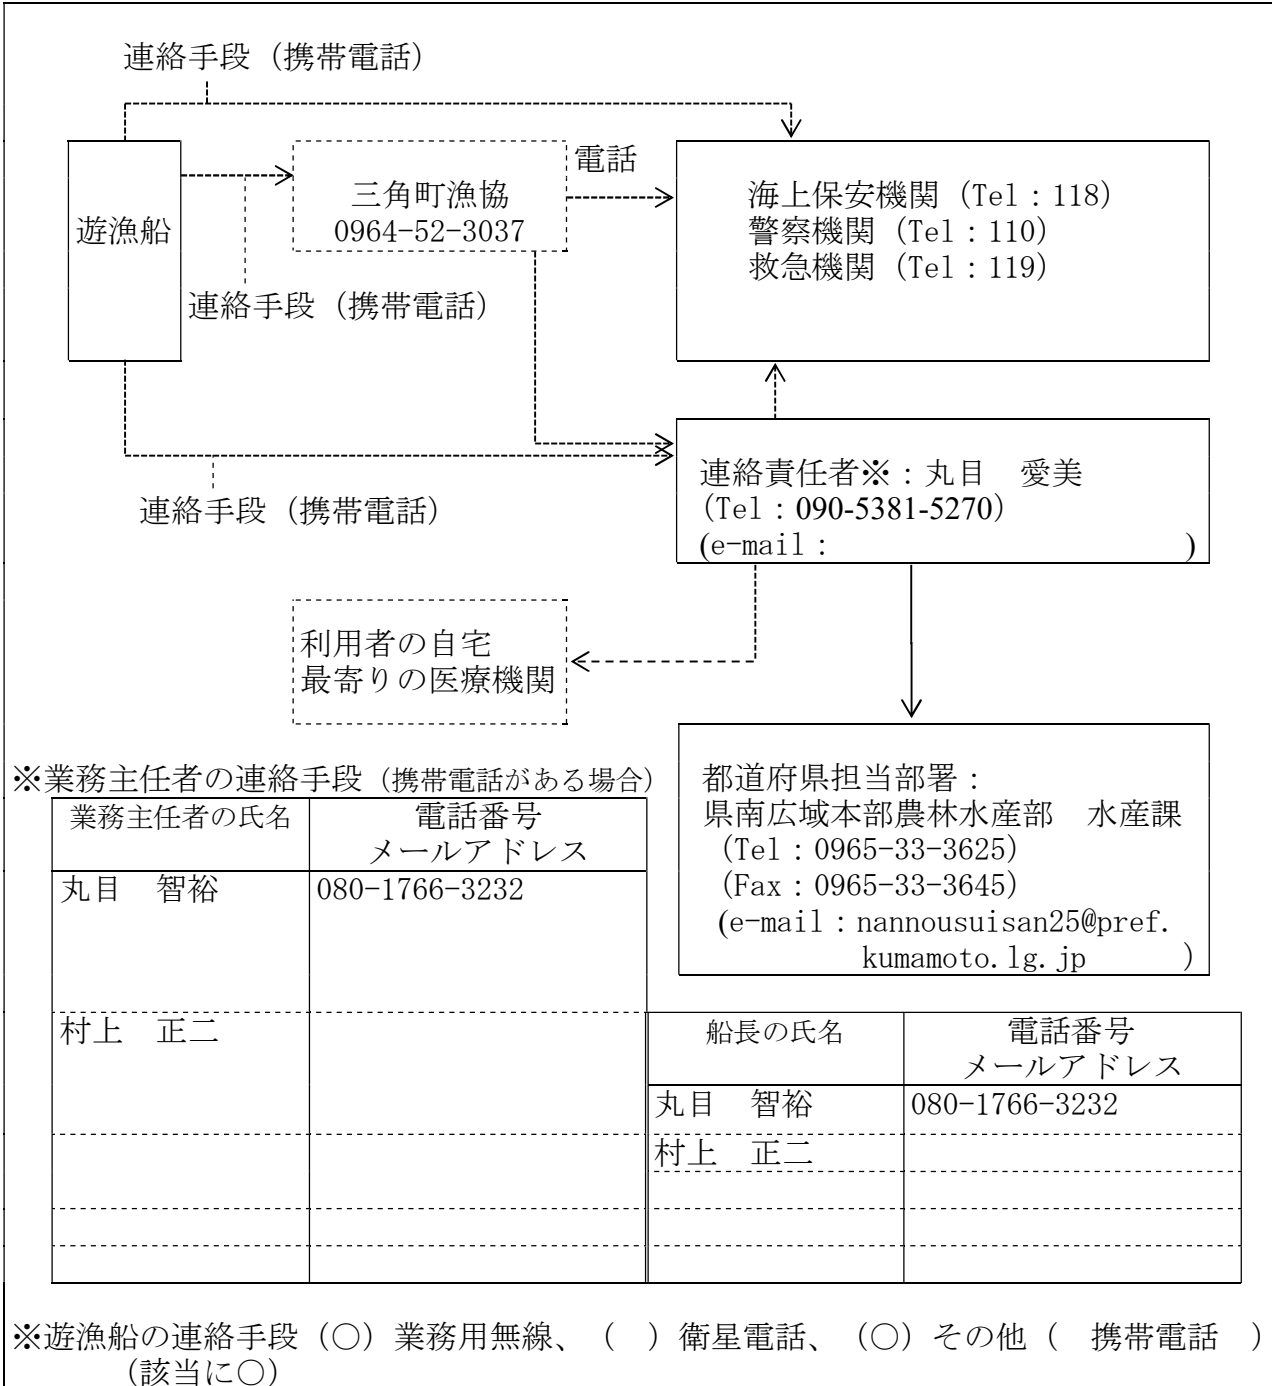 連絡手段（携帯電話）
遊漁船
三角町漁協
0964-52-3037
電話
海上保安機関（Tel：118）
警察機関（Tel：110）
救急機関（Tel：119）
連絡手段（携帯電話）
連絡責任者※：丸目　愛美
（Tel：090-5381-5270）
(e-mail：　　　　　　　　　　　)
連絡手段（携帯電話）
利用者の自宅
最寄りの医療機関
都道府県担当部署：
県南広域本部農林水産部　水産課
（Tel：0965-33-3625）
（Fax：0965-33-3645）
(e-mail：nannousuisan25@pref.
kumamoto.lg.jp　　　）
※業務主任者の連絡手段（携帯電話がある場合）
業務主任者の氏名　電話番号
メールアドレス
丸目　智裕　080-1766-3232
村上　正二
船長の氏名　電話番号
メールアドレス
丸目　智裕　080-1766-3232
村上　正二
※遊漁船の連絡手段（○）業務用無線、（　）衛星電話、（○）その他（　携帯電話　）
（該当に○）